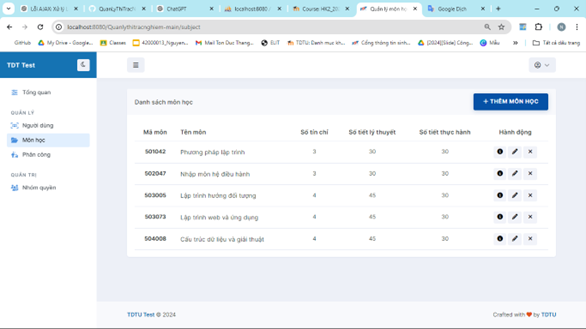 Lỗi AJAX Xử lý
QuanLyThiTrach
ChatGPT
localhost:8080 /
Course: HK2_20
Quản lý môn h
Google Dịch
localhost:8080/Quanlythitracnghiem-main/subject
GitHub
My Drive - Google...
Classes
42000013_Nguyen...
Mail Ton Duc Thang...
ELIT
TDTU: Danh mục tin...
Cổng thông tin sinh...
[2024][Slide] Công...
Mẫu
Tất cả dấu trang
TDT Test
Tổng quan
QUẢN LÝ
Người dùng
Môn học
Phân công
QUẢN TRỊ
Nhóm quyền
Danh sách môn học
+ THÊM MÔN HỌC
Mã môn Tên môn Số tín chỉ Số tiết lý thuyết Số tiết thực hành Hành động
501042 Phương pháp lập trình 3 30 30
502047 Nhập môn hệ điều hành 3 30 30
503005 Lập trình hướng đối tượng 4 45 30
503073 Lập trình web và ứng dụng 4 45 30
504008 Cấu trúc dữ liệu và giải thuật 4 45 30
TDTU Test © 2024
Crafted with ❤ by TDTU